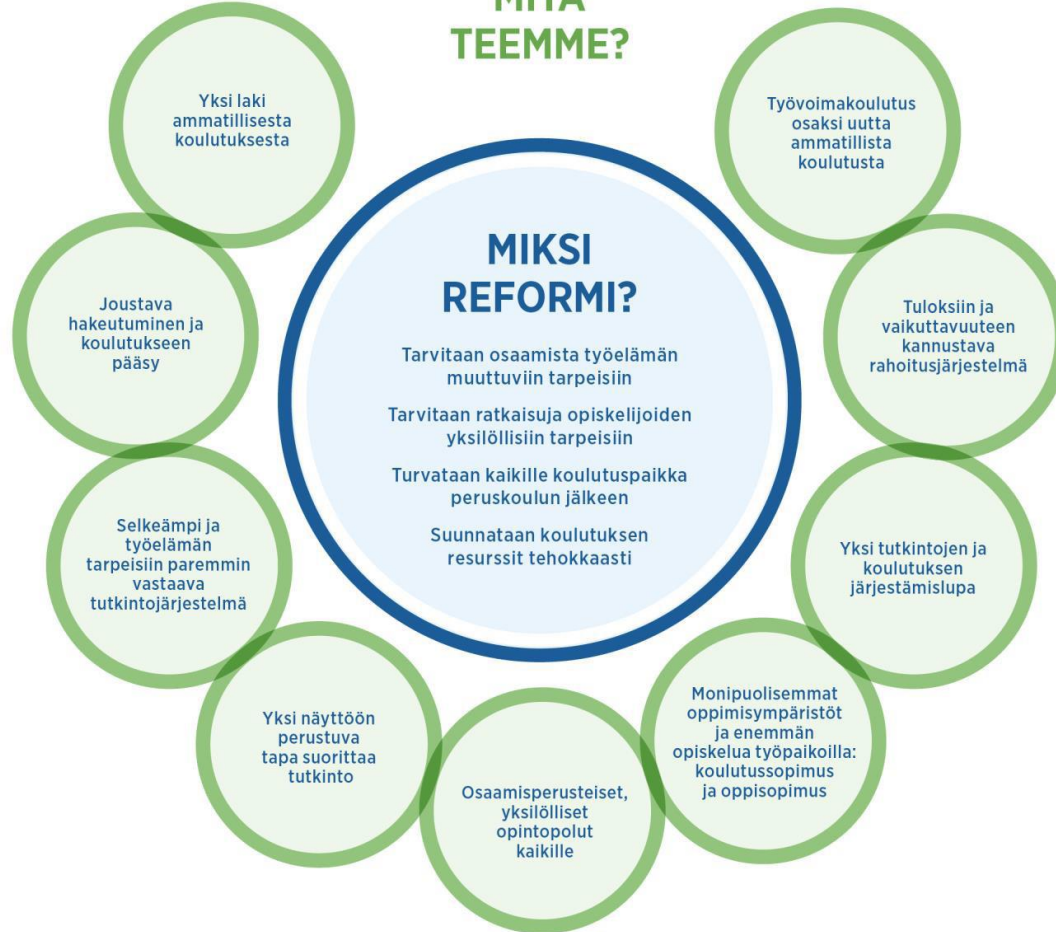 MITÄ
TEEMME?
Yksi laki
ammatillisesta
koulutuksesta
Joustava
hakeutuminen ja
koulutukseen
pääsy
Selkeämpi ja
työelämän
tarpeisiin paremmin
vastaava
tutkintojärjestelmä
Yksi näyttöön
perustuva
tapa suorittaa
tutkinto
Osaamisperusteiset,
yksilölliset
opintopolut
kaikille
Monipuolisemmat
oppimisympäristöt
ja enemmän
opiskelua työpaikoilla:
koulutussopimus
ja oppisopimus
Yksi tutkintojen ja
koulutuksen
järjestämislupa
Tuloksiin ja
vaikuttavuuteen
kannustava
rahoitusjärjestelmä
Työvoimakoulutus
osaksi uutta
ammatillista
koulutusta
MIKSI
REFORMI?
Tarvitaan osaamista työelämän
muuttuviin tarpeisiin
Tarvitaan ratkaisuja opiskelijoiden
yksilöllisiin tarpeisiin
Turvataan kaikille koulutuspaikka
peruskoulun jälkeen
Suunnataan koulutuksen
resurssit tehokkaasti